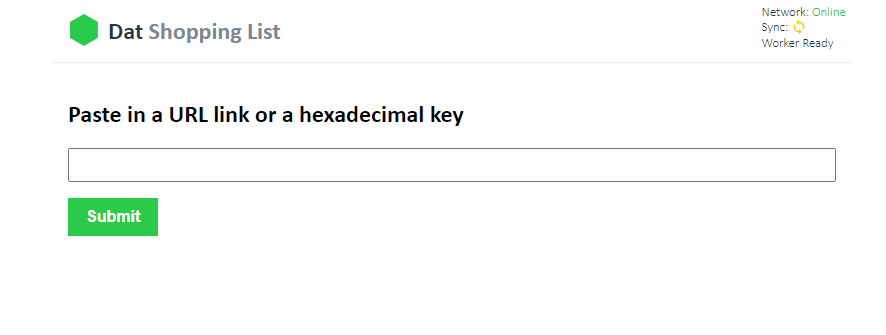 Dat Shopping List
Network: Online
Sync:
Worker Ready
Paste in a URL link or a hexadecimal key
Submit